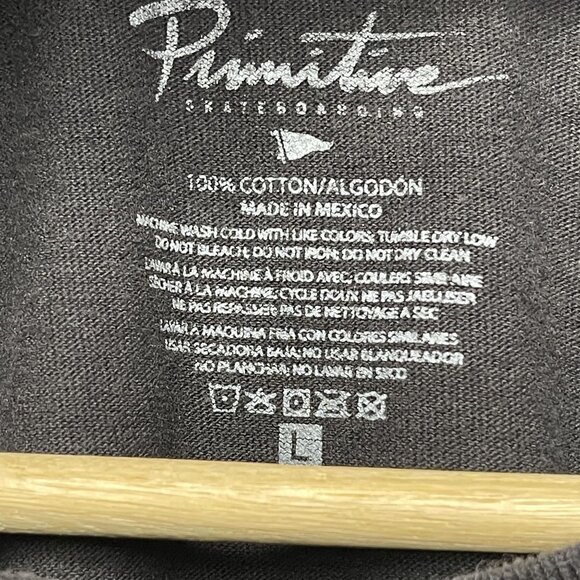 Primitive
SKATEBOARDING
100% COTTON/ALGODÓN
MADE IN MEXICO
MACHINE WASH COLD WITH LIKE COLORS; TUMBLE DRY LOW
DO NOT BLEACH; DO NOT IRON; DO NOT DRY CLEAN
LAVAR À LA MACHINE À FROID AVEC COULERS SIMILAIRE
SÉCHER À LA MACHINE; CYCLE DOUX NE PAS JAELLISER
NE PAS REPASSER; PAS DE NETTOYAGE A SEC
LAVAR A MAQUINA FRIA CON COLORES SIMILARES
USAR SECADORA BAJA; NO USAR BLANQUEADOR
NO PLANCHAR; NO LAVAR EN SECO
L